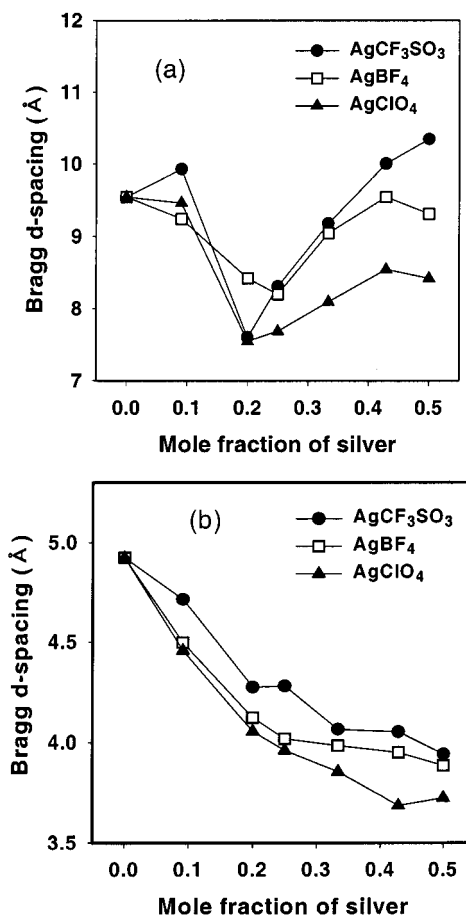 12
11
10
9
8
7
Bragg d-spacing (Å)
(a)
AgCF₃SO₃
AgBF₄
AgClO₄
0.0 0.1 0.2 0.3 0.4 0.5
Mole fraction of silver
5.0
4.5
4.0
3.5
Bragg d-spacing (Å)
(b)
AgCF₃SO₃
AgBF₄
AgClO₄
0.0 0.1 0.2 0.3 0.4 0.5
Mole fraction of silver